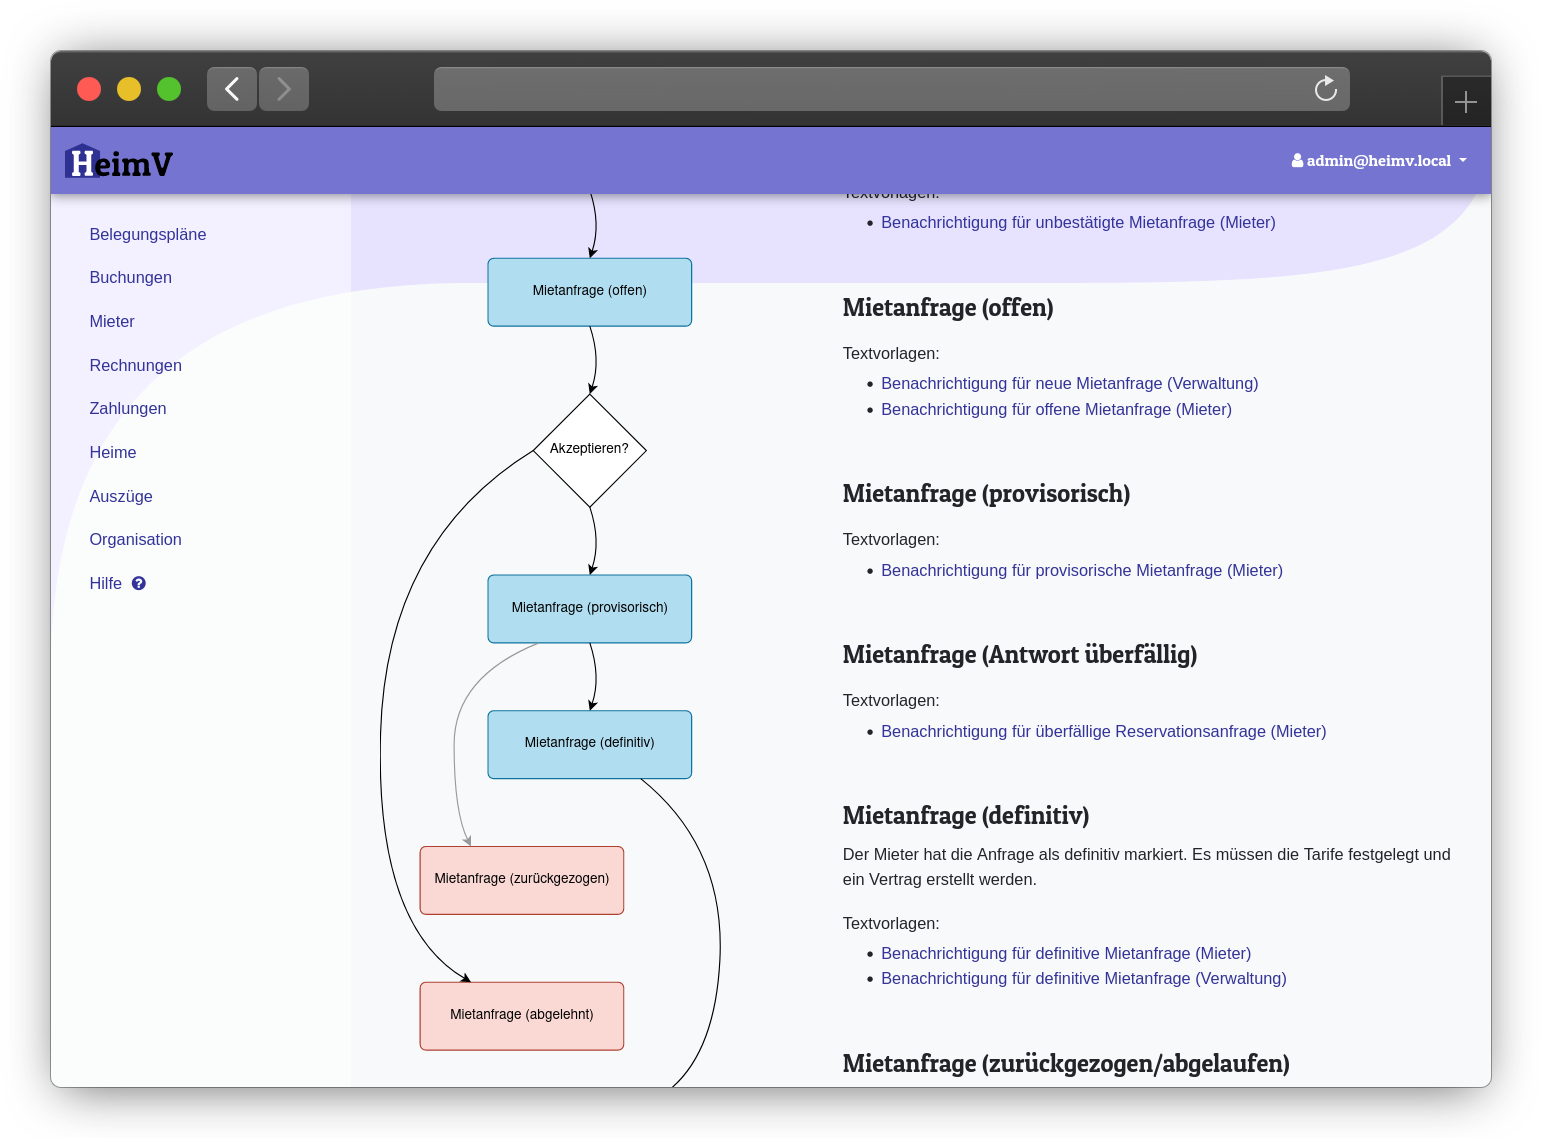 HeimV
admin@heimv.local
Belegungspläne
Buchungen
Mieter
Rechnungen
Zahlungen
Heime
Auszüge
Organisation
Hilfe
Mietanfrage (offen)
Akzeptieren?
Mietanfrage (provisorisch)
Mietanfrage (definitiv)
Mietanfrage (zurückgezogen)
Mietanfrage (abgelehnt)
Textvorlagen:
• Benachrichtigung für unbestätigte Mietanfrage (Mieter)
Mietanfrage (offen)
Textvorlagen:
• Benachrichtigung für neue Mietanfrage (Verwaltung)
• Benachrichtigung für offene Mietanfrage (Mieter)
Mietanfrage (provisorisch)
Textvorlagen:
• Benachrichtigung für provisorische Mietanfrage (Mieter)
Mietanfrage (Antwort überfällig)
Textvorlagen:
• Benachrichtigung für überfällige Reservationsanfrage (Mieter)
Mietanfrage (definitiv)
Der Mieter hat die Anfrage als definitiv markiert. Es müssen die Tarife festgelegt und
ein Vertrag erstellt werden.
Textvorlagen:
• Benachrichtigung für definitive Mietanfrage (Mieter)
• Benachrichtigung für definitive Mietanfrage (Verwaltung)
Mietanfrage (zurückgezogen/abgelaufen)